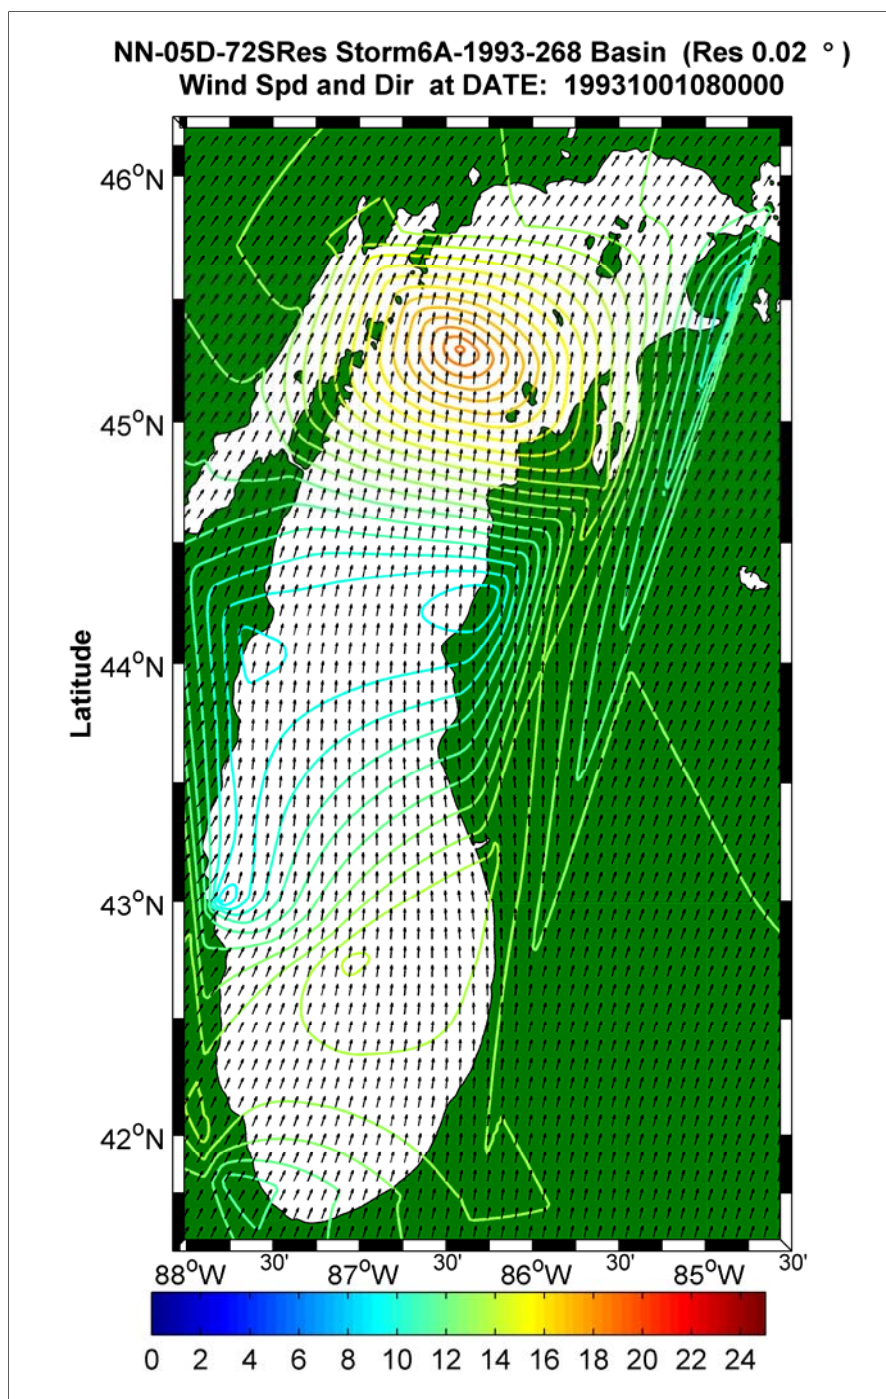 NN-05D-72SRes Storm6A-1993-268 Basin (Res 0.02 ° )
Wind Spd and Dir at DATE: 19931001080000
46°N
45°N
44°N
43°N
42°N
Latitude
88°W 30' 87°W 30' 86°W 30' 85°W 30'
0 2 4 6 8 10 12 14 16 18 20 22 24